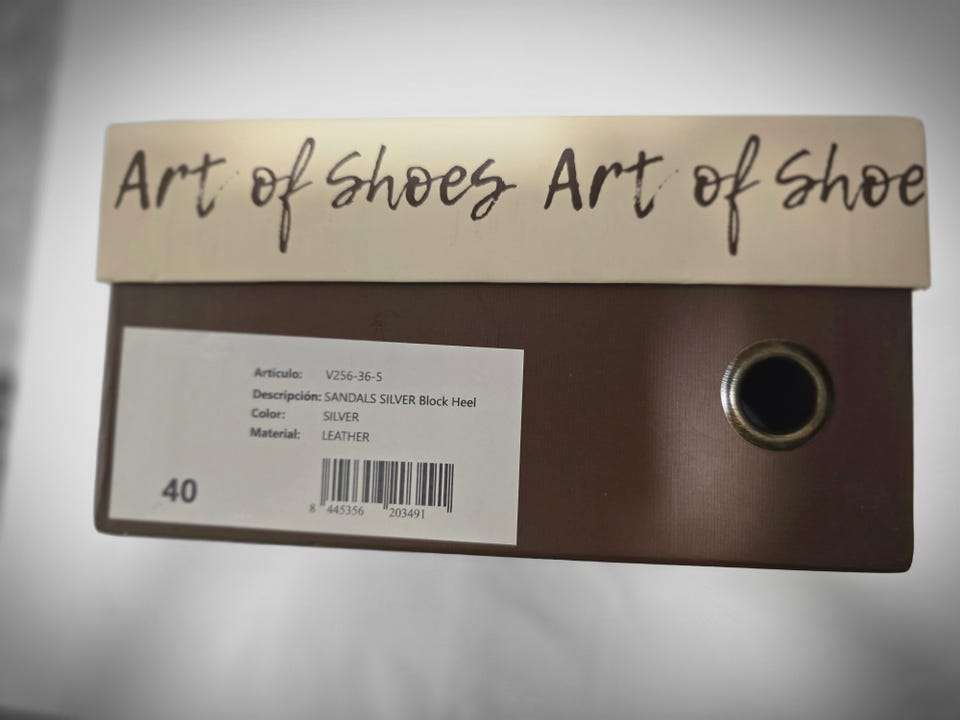 Art of Shoes Art of Shoe
Artículo: V256-36-5
Descripción: SANDALS SILVER Block Heel
Color: SILVER
Material: LEATHER
40
8 445356 203491